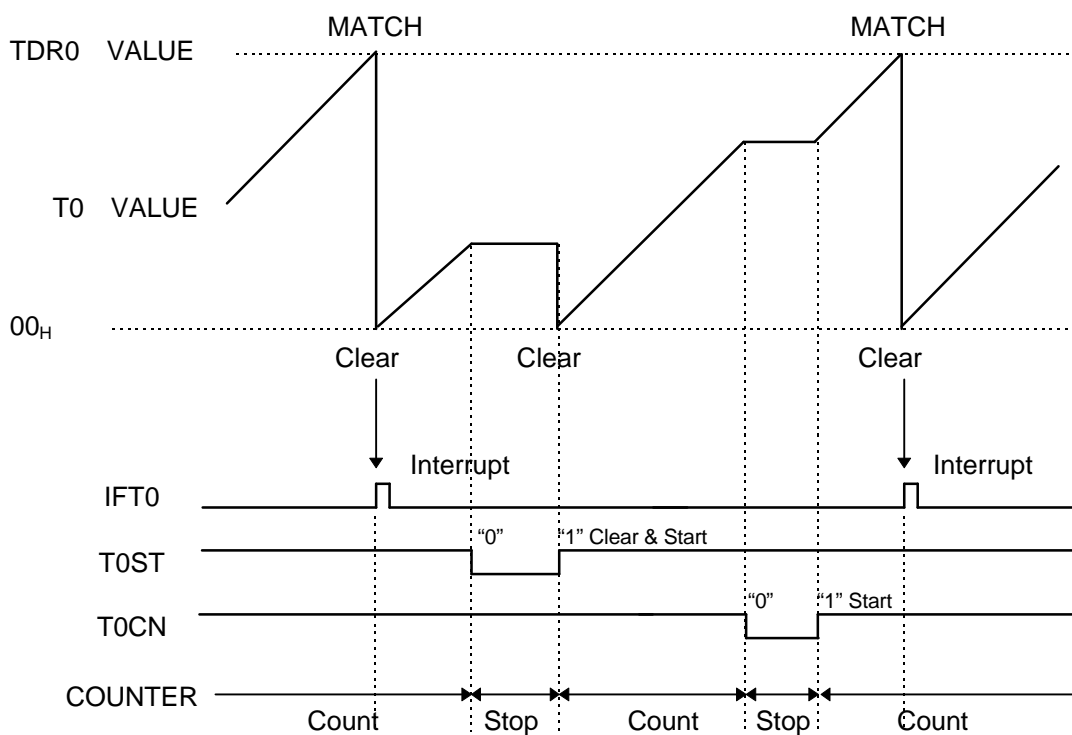 MATCH MATCH
TDR0 VALUE
T0 VALUE
00H
Clear Clear Clear
Interrupt Interrupt
IFT0
“0” “1” Clear & Start
T0ST
“0” “1” Start
T0CN
COUNTER
Count Stop Count Stop Count